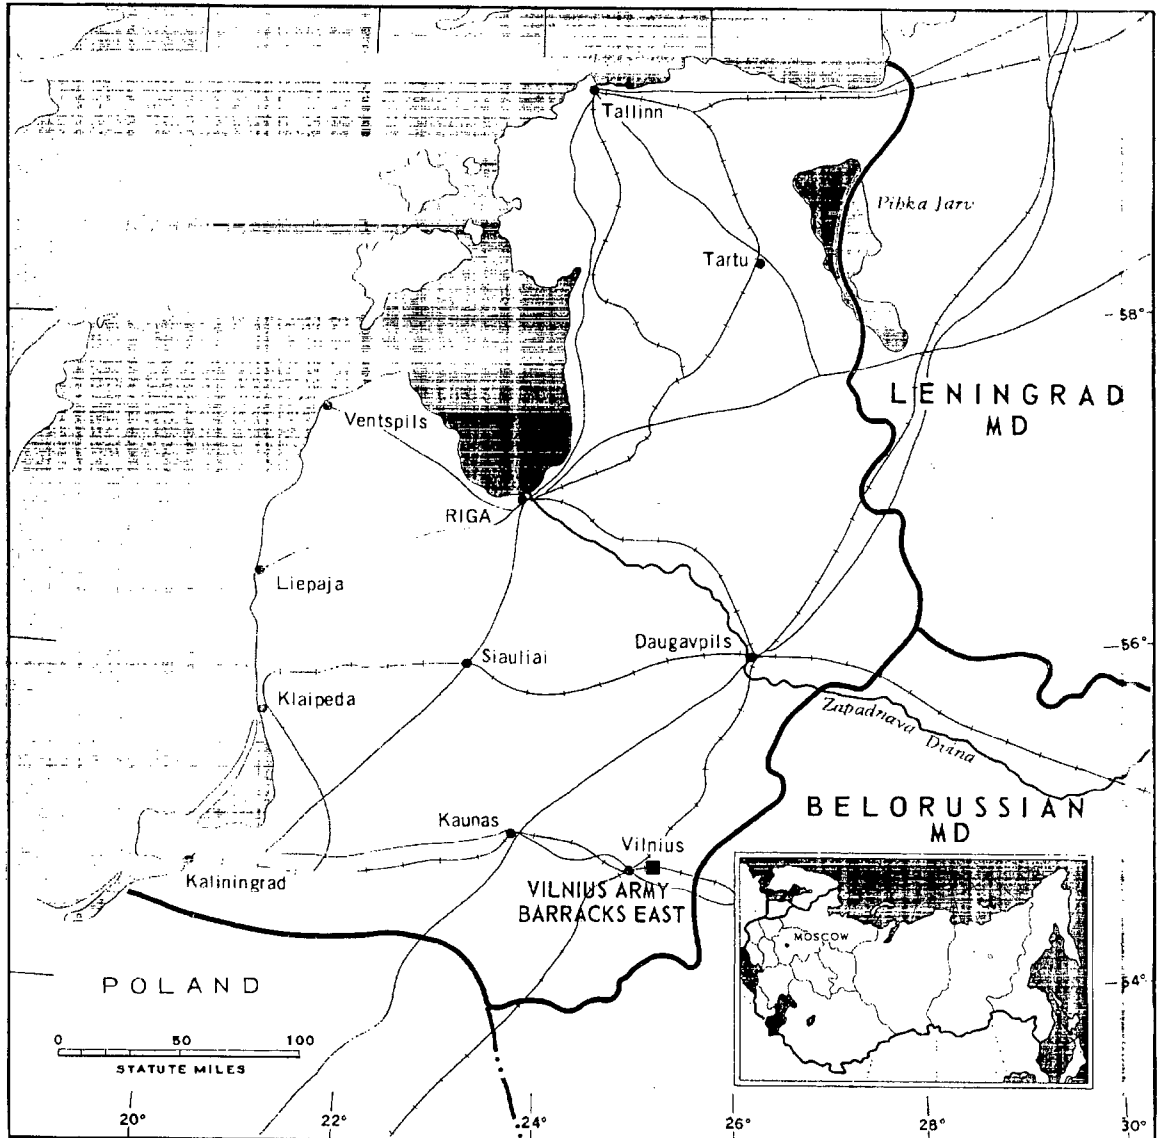 Tallinn
Pihka Jarv
Tartu
58°
LENINGRAD
MD
Ventspils
RIGA
Liepaja
Daugavpils
56°
Siauliai
Klaipeda
Zapadnaya Dvina
BELORUSSIAN
MD
Kaunas
Vilnius
Kaliningrad
VILNIUS ARMY
BARRACKS EAST
MOSCOW
POLAND
54°
0 50 100
STATUTE MILES
20° 22° 24° 26° 28° 30°